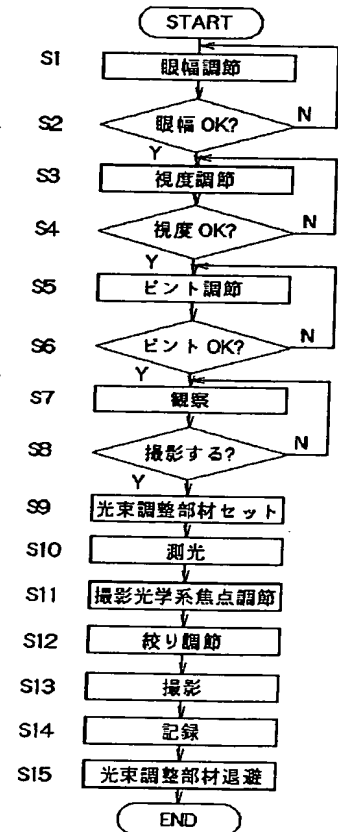 START
S1 眼幅調節
S2 眼幅 OK? N
Y
S3 視度調節
S4 視度 OK? N
Y
S5 ピント調節
S6 ピント OK? N
Y
S7 観察
S8 撮影する? N
Y
S9 光束調整部材セット
S10 測光
S11 撮影光学系焦点調節
S12 絞り調節
S13 撮影
S14 記録
S15 光束調整部材退避
END